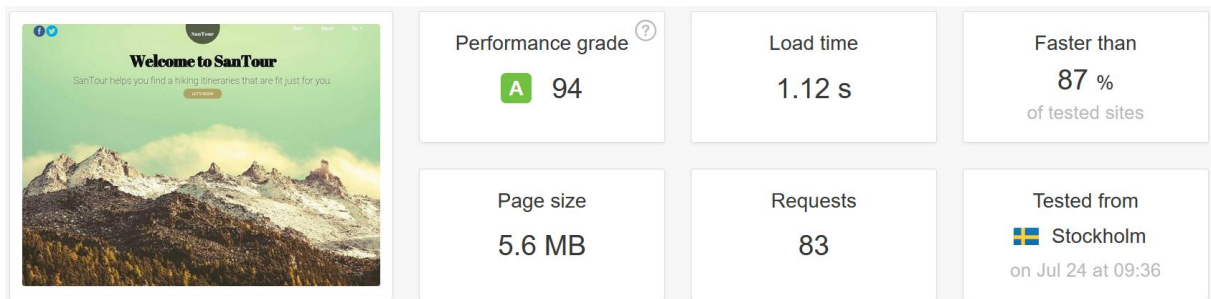 SanTour
Welcome to SanTour
SanTour helps you find a hiking itineraries that are fit just for you.
Performance grade ?
A 94
Load time
1.12 s
Faster than
87 %
of tested sites
Page size
5.6 MB
Requests
83
Tested from
Stockholm
on Jul 24 at 09:36